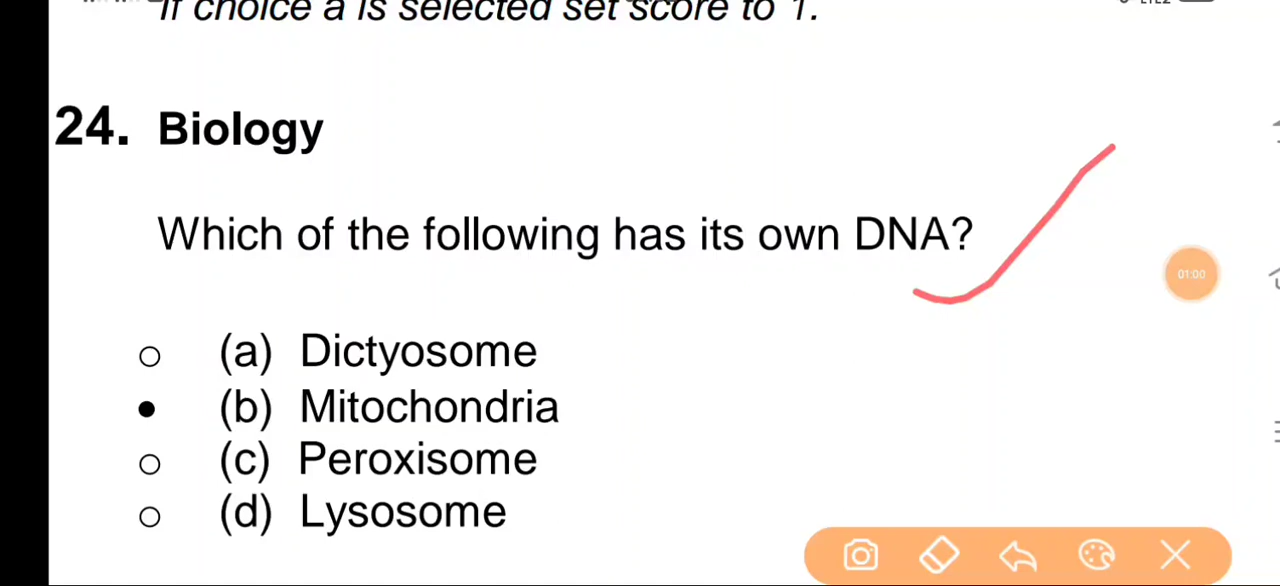 If choice a is selected set score to 1.
24. Biology
Which of the following has its own DNA?
01:00
(a) Dictyosome
(b) Mitochondria
(c) Peroxisome
(d) Lysosome